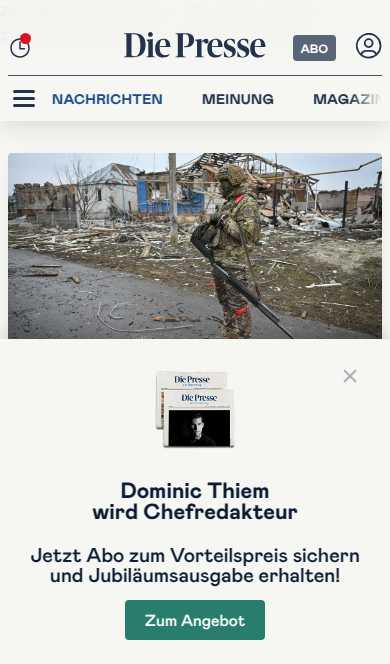 Die Presse
ABO
NACHRICHTEN MEINUNG MAGAZIN
Die Presse
Die Presse
Dominic Thiem
wird Chefredakteur
Jetzt Abo zum Vorteilspreis sichern
und Jubiläumsausgabe erhalten!
Zum Angebot